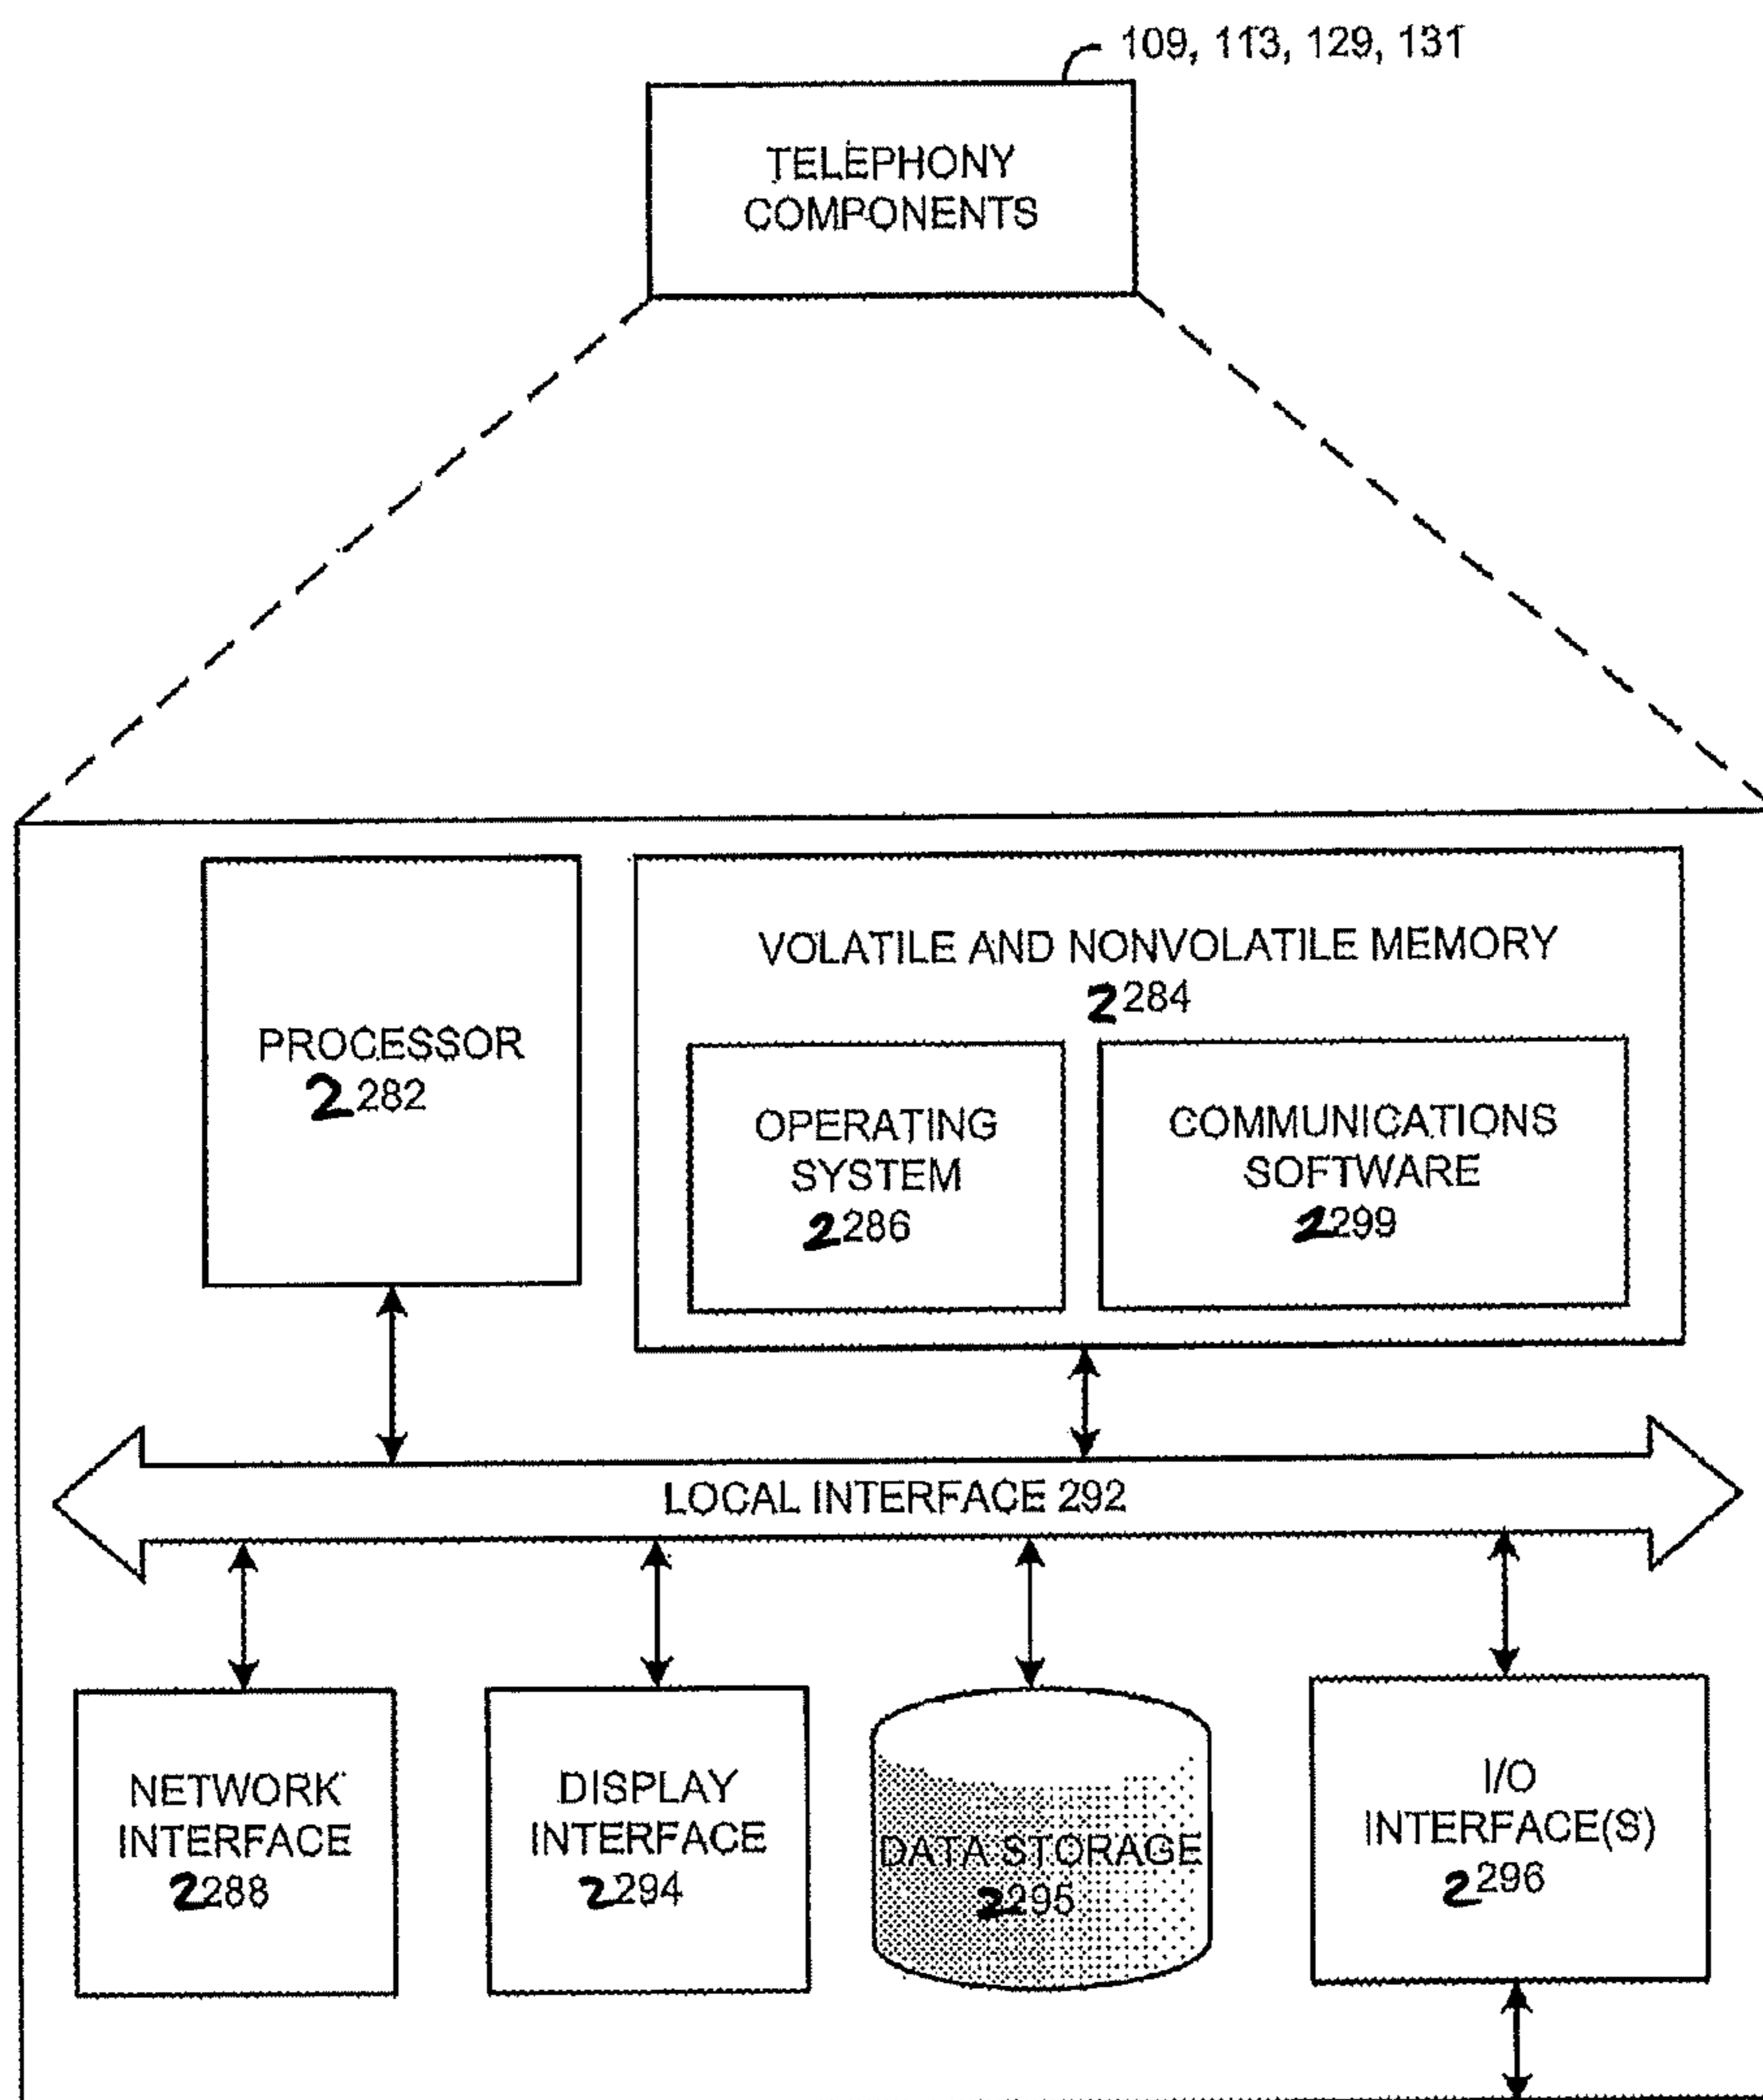 109, 113, 129, 131
TELEPHONY
COMPONENTS
VOLATILE AND NONVOLATILE MEMORY
2284
PROCESSOR
2282
OPERATING
SYSTEM
2286
COMMUNICATIONS
SOFTWARE
2299
LOCAL INTERFACE 292
NETWORK
INTERFACE
2288
DISPLAY
INTERFACE
2294
DATA STORAGE
2295
I/O
INTERFACE(S)
2296